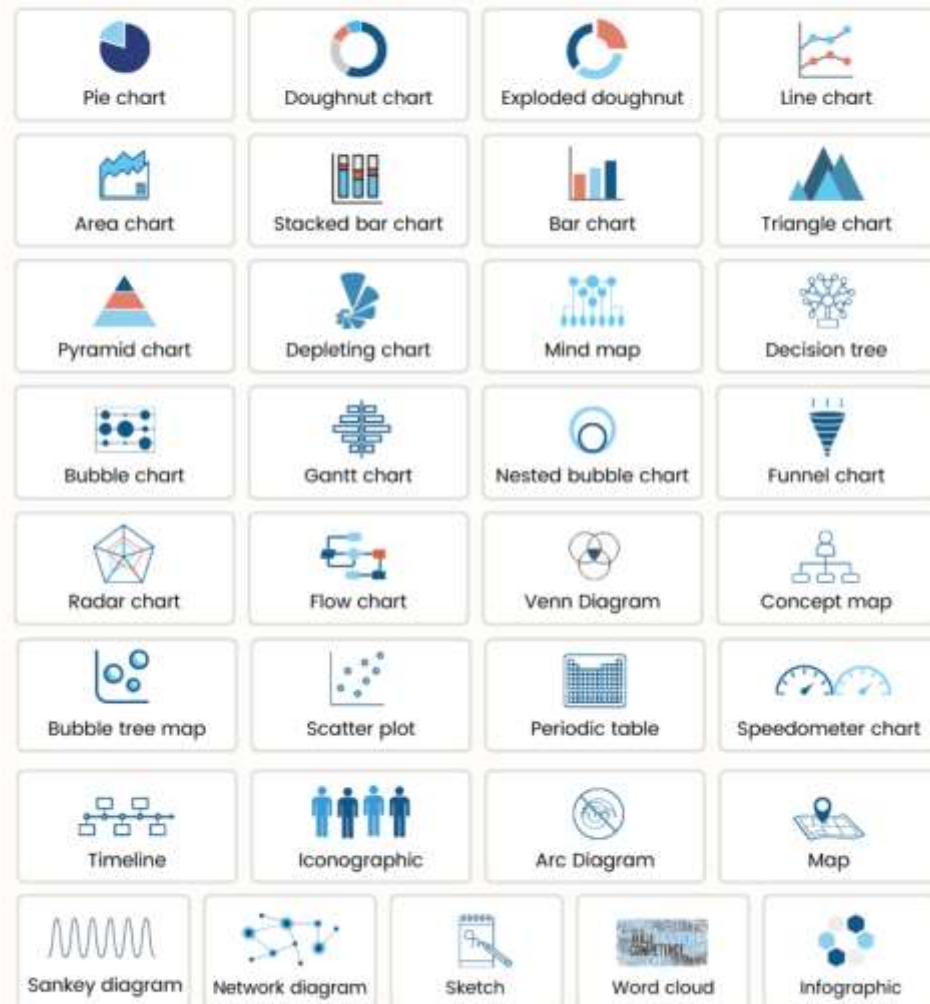 Pie chart
Doughnut chart
Exploded doughnut
Line chart
Area chart
Stacked bar chart
Bar chart
Triangle chart
Pyramid chart
Depleting chart
Mind map
Decision tree
Bubble chart
Gantt chart
Nested bubble chart
Funnel chart
Radar chart
Flow chart
Venn Diagram
Concept map
Bubble tree map
Scatter plot
Periodic table
Speedometer chart
Timeline
Iconographic
Arc Diagram
Map
Sankey diagram
Network diagram
Sketch
Word cloud
Infographic